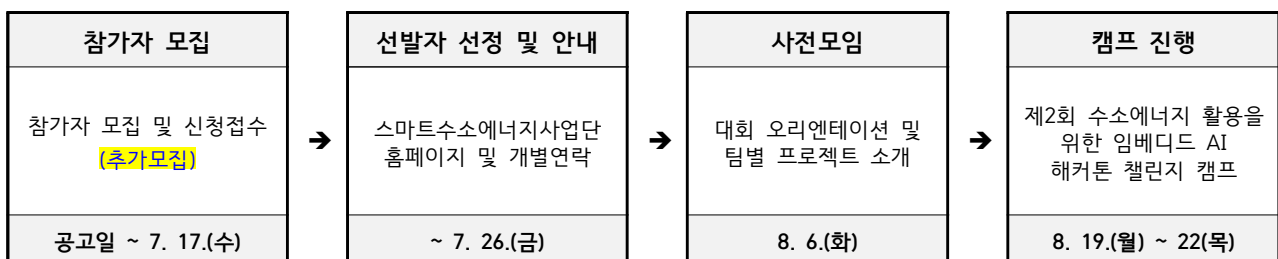 참가자 모집
참가자 모집 및 신청접수
(추가모집)
공고일 ~ 7. 17.(수)
➔
선발자 선정 및 안내
스마트수소에너지사업단
홈페이지 및 개별연락
~ 7. 26.(금)
➔
사전모임
대회 오리엔테이션 및
팀별 프로젝트 소개
8. 6.(화)
➔
캠프 진행
제2회 수소에너지 활용을
위한 임베디드 AI
해커톤 챌린지 캠프
8. 19.(월) ~ 22(목)